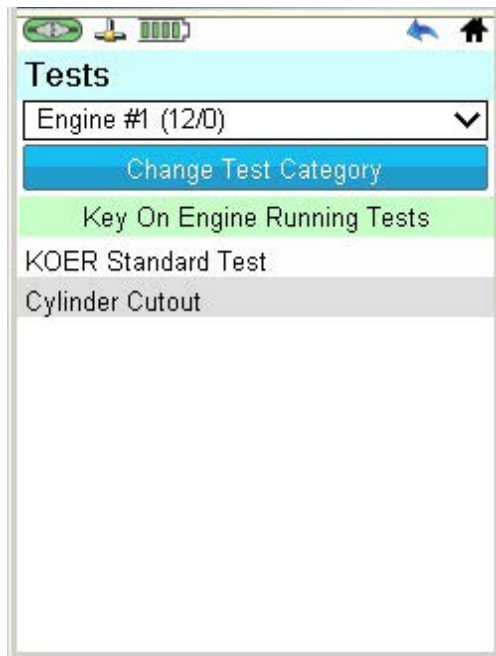 Tests
Engine #1 (12/0)
Change Test Category
Key On Engine Running Tests
KOER Standard Test
Cylinder Cutout